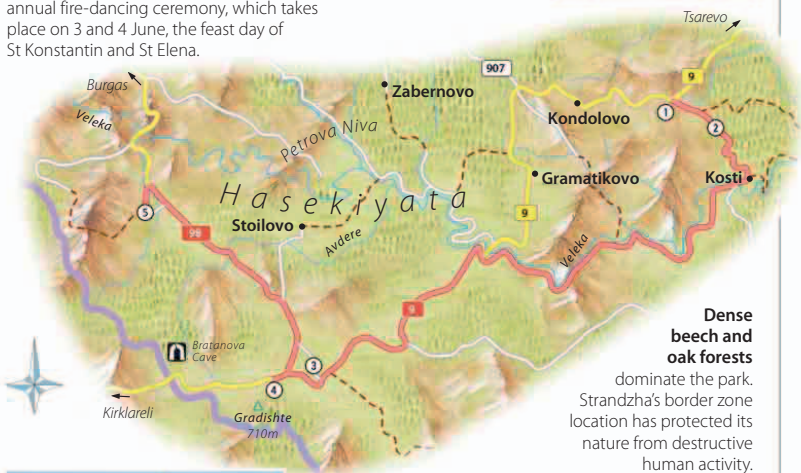 annual fire-dancing ceremony, which takes
place on 3 and 4 June, the feast day of
St Konstantin and St Elena.
Tsarevo
Burgas
907
9
Zabernovo
Veleka
Kondolovo
1
2
Petrova Niva
Gramatikovo
Kosti
Hasekiyata
5
9
Stoilovo
99
Avdere
Veleka
9
Dense
beech and
oak forests
dominate the park.
Strandzha's border zone
location has protected its
nature from destructive
human activity.
Bratanova
Cave
3
4
Kirklareli
Gradishte
710m